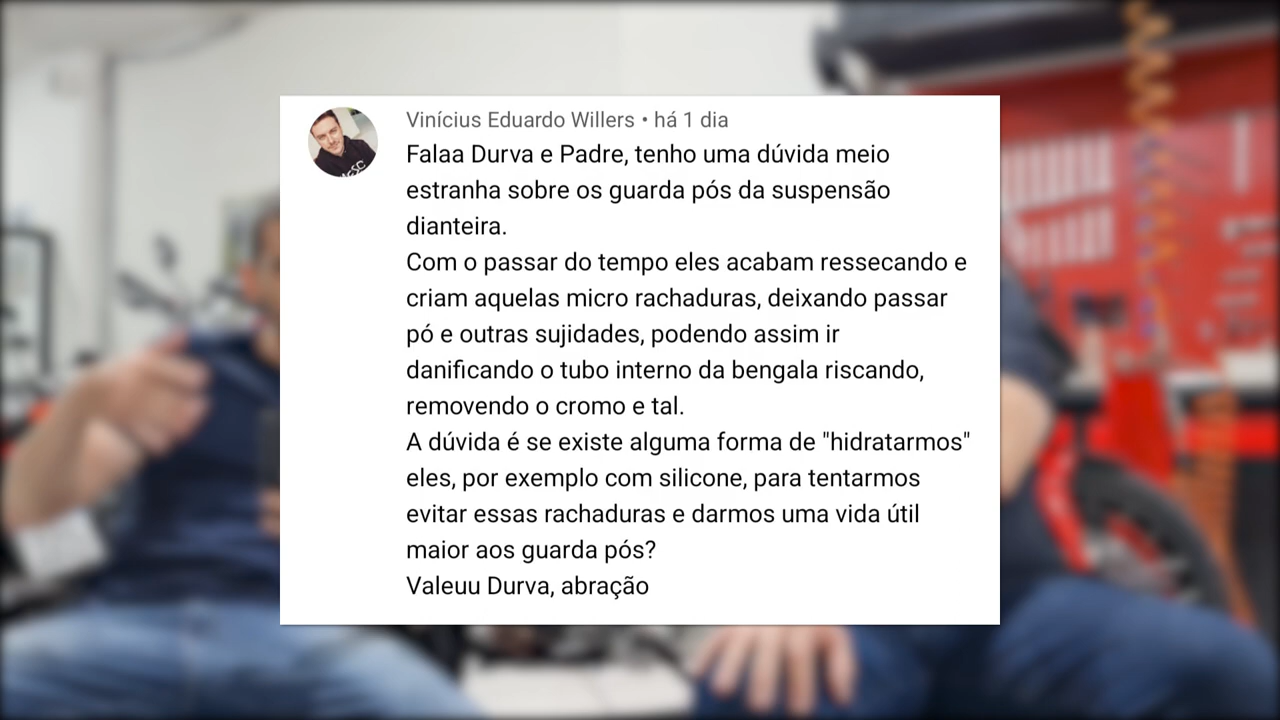 Vinícius Eduardo Willers • há 1 dia
Falaa Durva e Padre, tenho uma dúvida meio
estranha sobre os guarda pós da suspensão
dianteira.
Com o passar do tempo eles acabam ressecando e
criam aquelas micro rachaduras, deixando passar
pó e outras sujidades, podendo assim ir
danificando o tubo interno da bengala riscando,
removendo o cromo e tal.
A dúvida é se existe alguma forma de "hidratarmos"
eles, por exemplo com silicone, para tentarmos
evitar essas rachaduras e darmos uma vida útil
maior aos guarda pós?
Valeuu Durva, abração